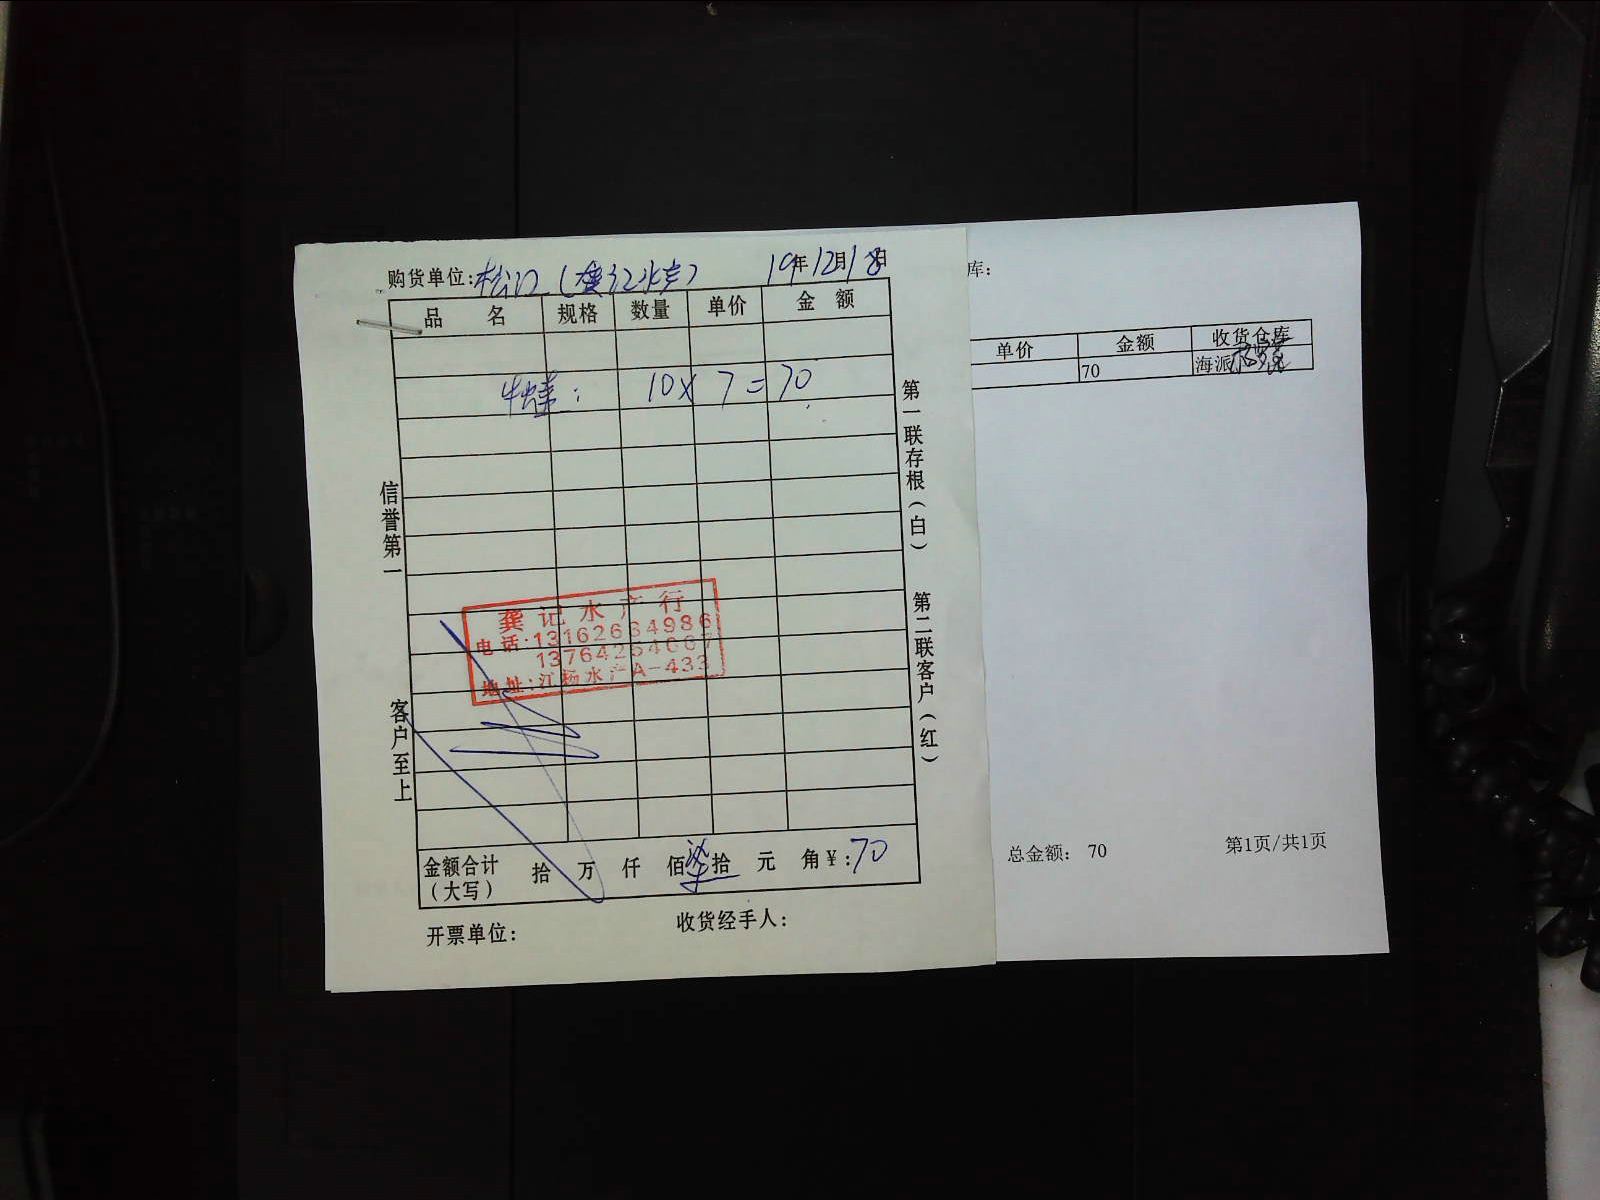 购货单位:松江(龚记水产) 19年12月18日
品名 规格 数量 单价 金额
10× 7=70
信誉第一
客户至上
第一联存根(白) 第二联客户(红)
龚记水产行
电话:13162634986
13764254667
地址:江杨水产A-433
金额合计(大写) 拾 万 仟 佰 柒拾 元 角¥:70
开票单位: 收货经手人:
库:
单价 金额 收货仓库
70 海派
总金额: 70 第1页/共1页